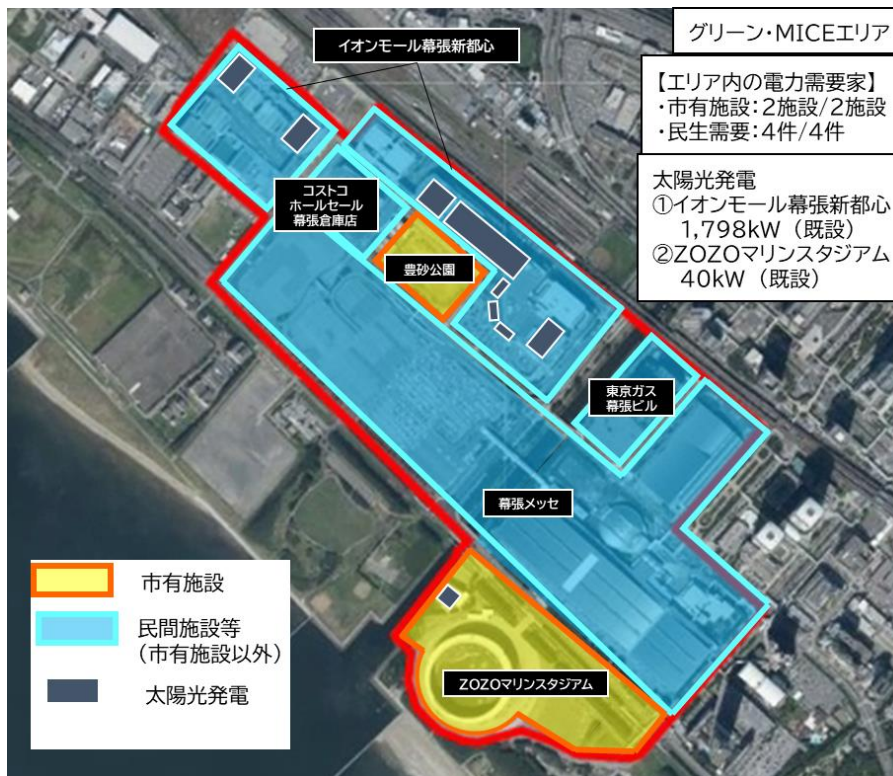 グリーン・MICEエリア
イオンモール幕張新都心
【エリア内の電力需要家】
・市有施設:2施設/2施設
・民生需要:4件/4件
太陽光発電
①イオンモール幕張新都心
1,798kW(既設)
②ZOZOマリンスタジアム
40kW(既設)
コストコ
ホールセール
幕張倉庫店
豊砂公園
東京ガス
幕張ビル
幕張メッセ
ZOZOマリンスタジアム
市有施設
民間施設等
(市有施設以外)
太陽光発電